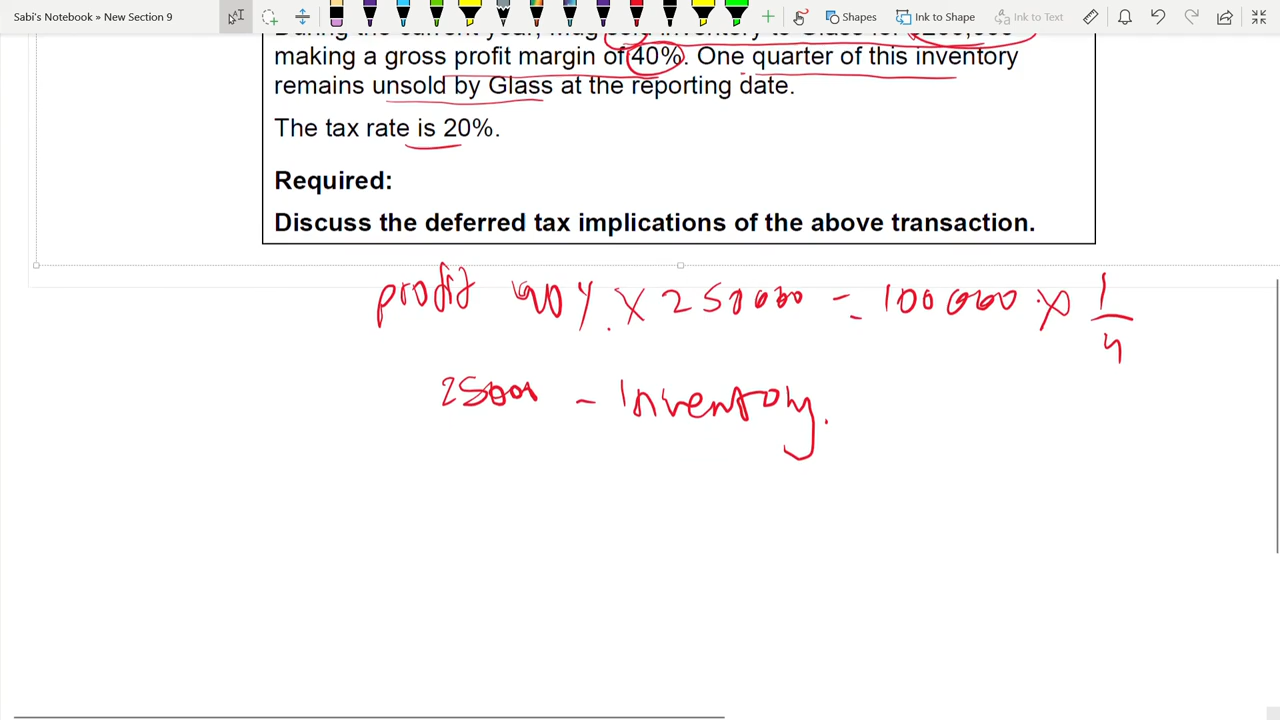 Sabi's Notebook » New Section 9
Shapes Ink to Shape Ink to Text
making a gross profit margin of 40%. One quarter of this inventory
remains unsold by Glass at the reporting date.
The tax rate is 20%.
Required:
Discuss the deferred tax implications of the above transaction.
profit 40% × 250000 = 100000 × 1/4
25000 - Inventory.